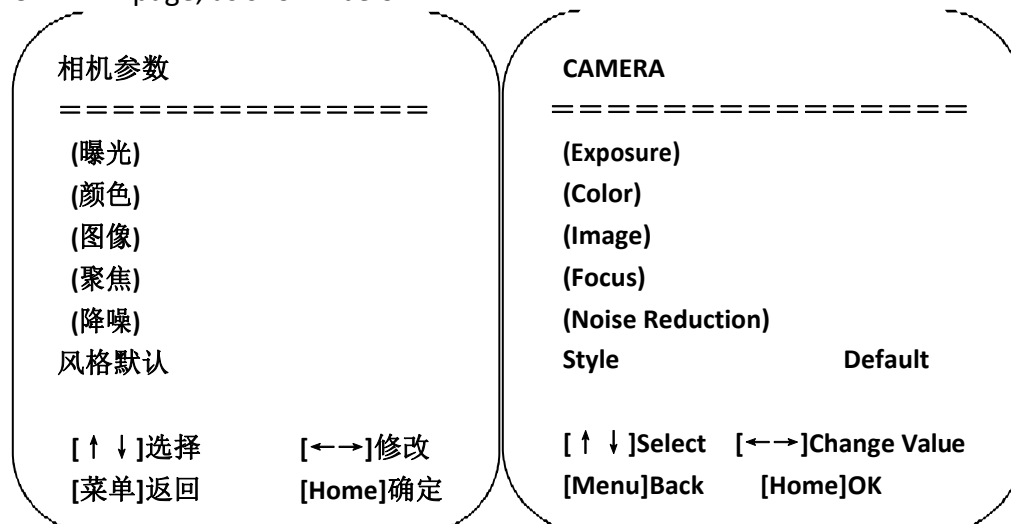 相机参数
==============
(曝光)
(颜色)
(图像)
(聚焦)
(降噪)
风格默认
[↑↓]选择 [←→]修改
[菜单]返回 [Home]确定
CAMERA
===============
(Exposure)
(Color)
(Image)
(Focus)
(Noise Reduction)
Style Default
[↑↓]Select [←→]Change Value
[Menu]Back [Home]OK